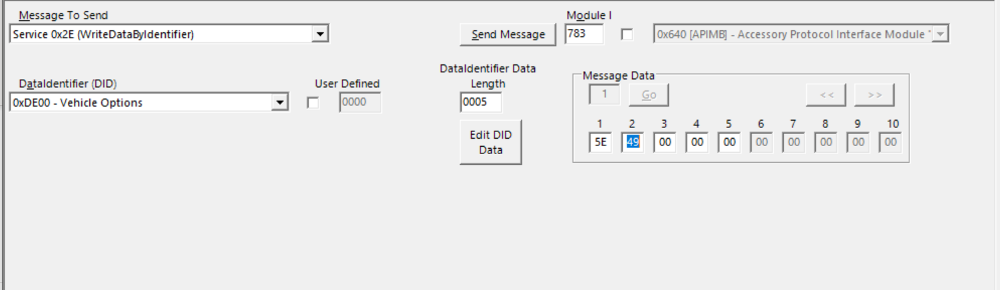 Message To Send
Module I
Service 0x2E (WriteDataByIdentifier)
Send Message
783
0x640 [APIMB] - Accessory Protocol Interface Module
DataIdentifier (DID)
User Defined
DataIdentifier Data
Length
0xDE00 - Vehicle Options
0000
0005
Edit DID
Data
Message Data
1
Go
<<
>>
1 2 3 4 5 6 7 8 9 10
5E 49 00 00 00 00 00 00 00 00